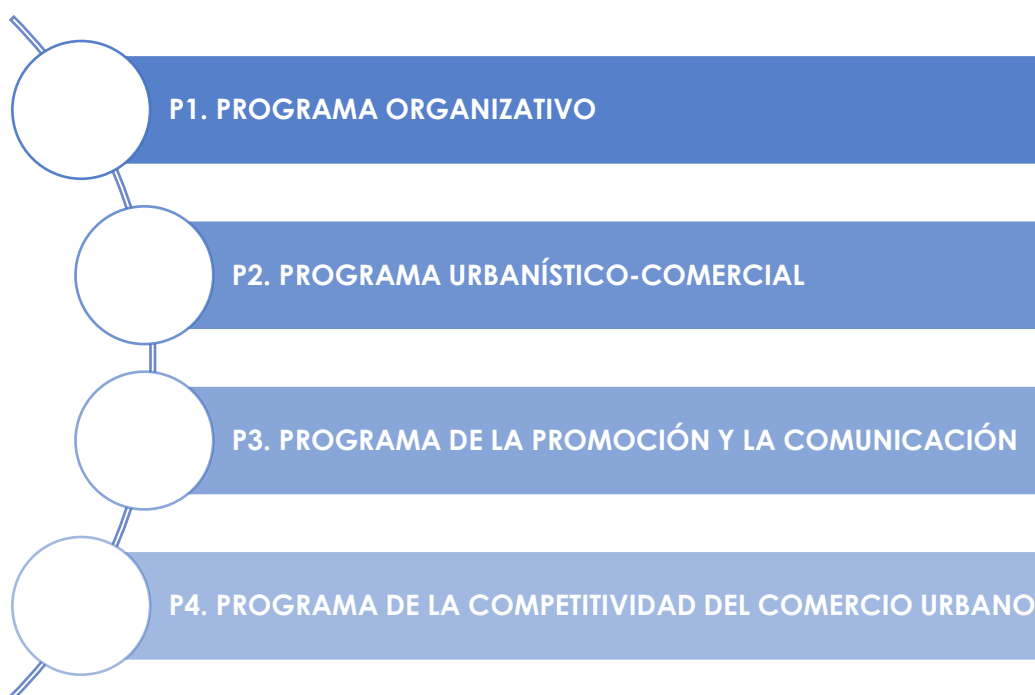 P1. PROGRAMA ORGANIZATIVO
P2. PROGRAMA URBANÍSTICO-COMERCIAL
P3. PROGRAMA DE LA PROMOCIÓN Y LA COMUNICACIÓN
P4. PROGRAMA DE LA COMPETITIVIDAD DEL COMERCIO URBANO